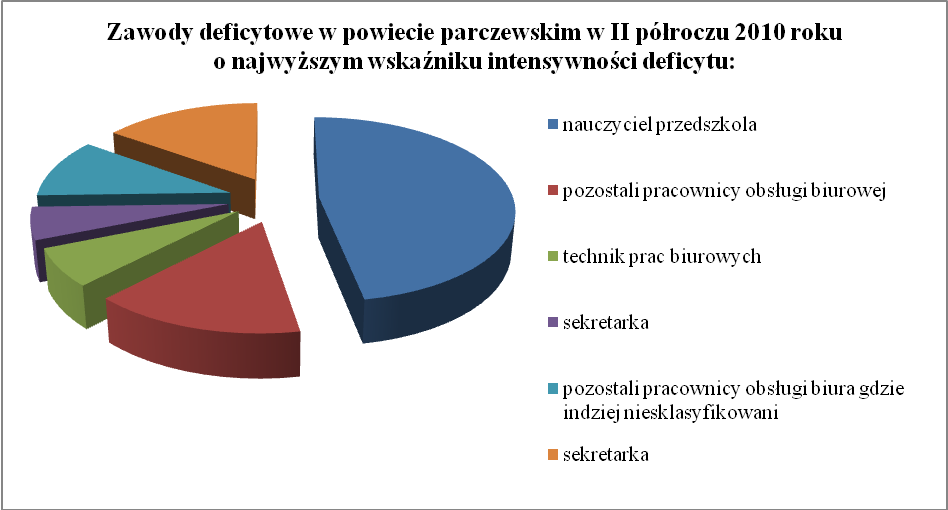 Zawody deficytowe w powiecie parczewskim w II półroczu 2010 roku
o najwyższym wskaźniku intensywności deficytu:
nauczyciel przedszkola
pozostali pracownicy obsługi biurowej
technik prac biurowych
sekretarka
pozostali pracownicy obsługi biura gdzie
indziej niesklasyfikowani
sekretarka